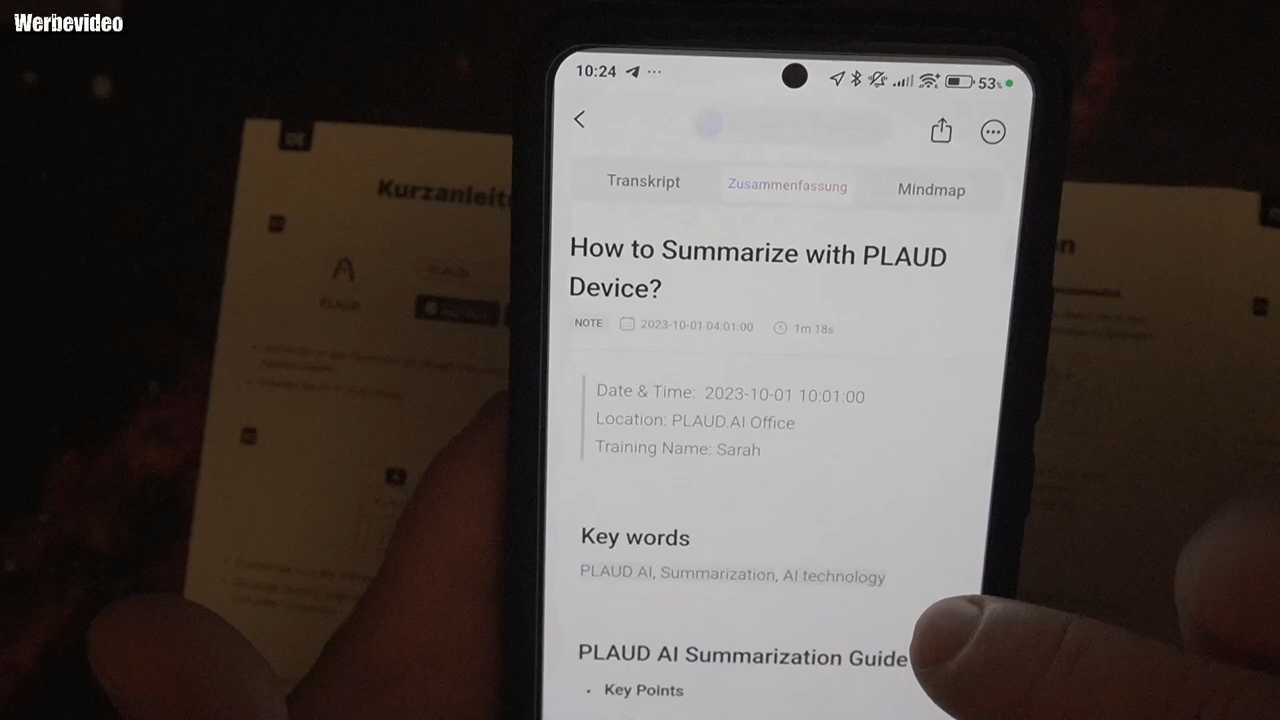 Werbevideo
10:24
53%
DE
Kurzanleit
Transkript
Zusammenfassung
Mindmap
How to Summarize with PLAUD
Device?
NOTE
2023-10-01 04:01:00
1m 18s
Date & Time: 2023-10-01 10:01:00
Location: PLAUD.AI Office
Training Name: Sarah
Key words
PLAUD AI, Summarization, AI technology
PLAUD AI Summarization Guide
• Key Points